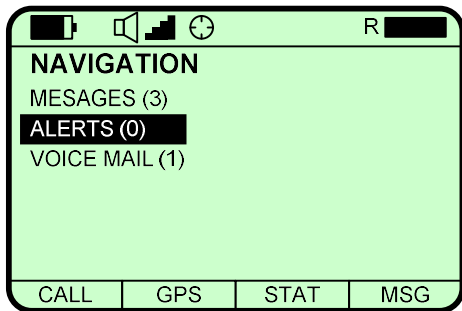 R
NAVIGATION
MESAGES (3)
ALERTS (0)
VOICE MAIL (1)
CALL GPS STAT MSG